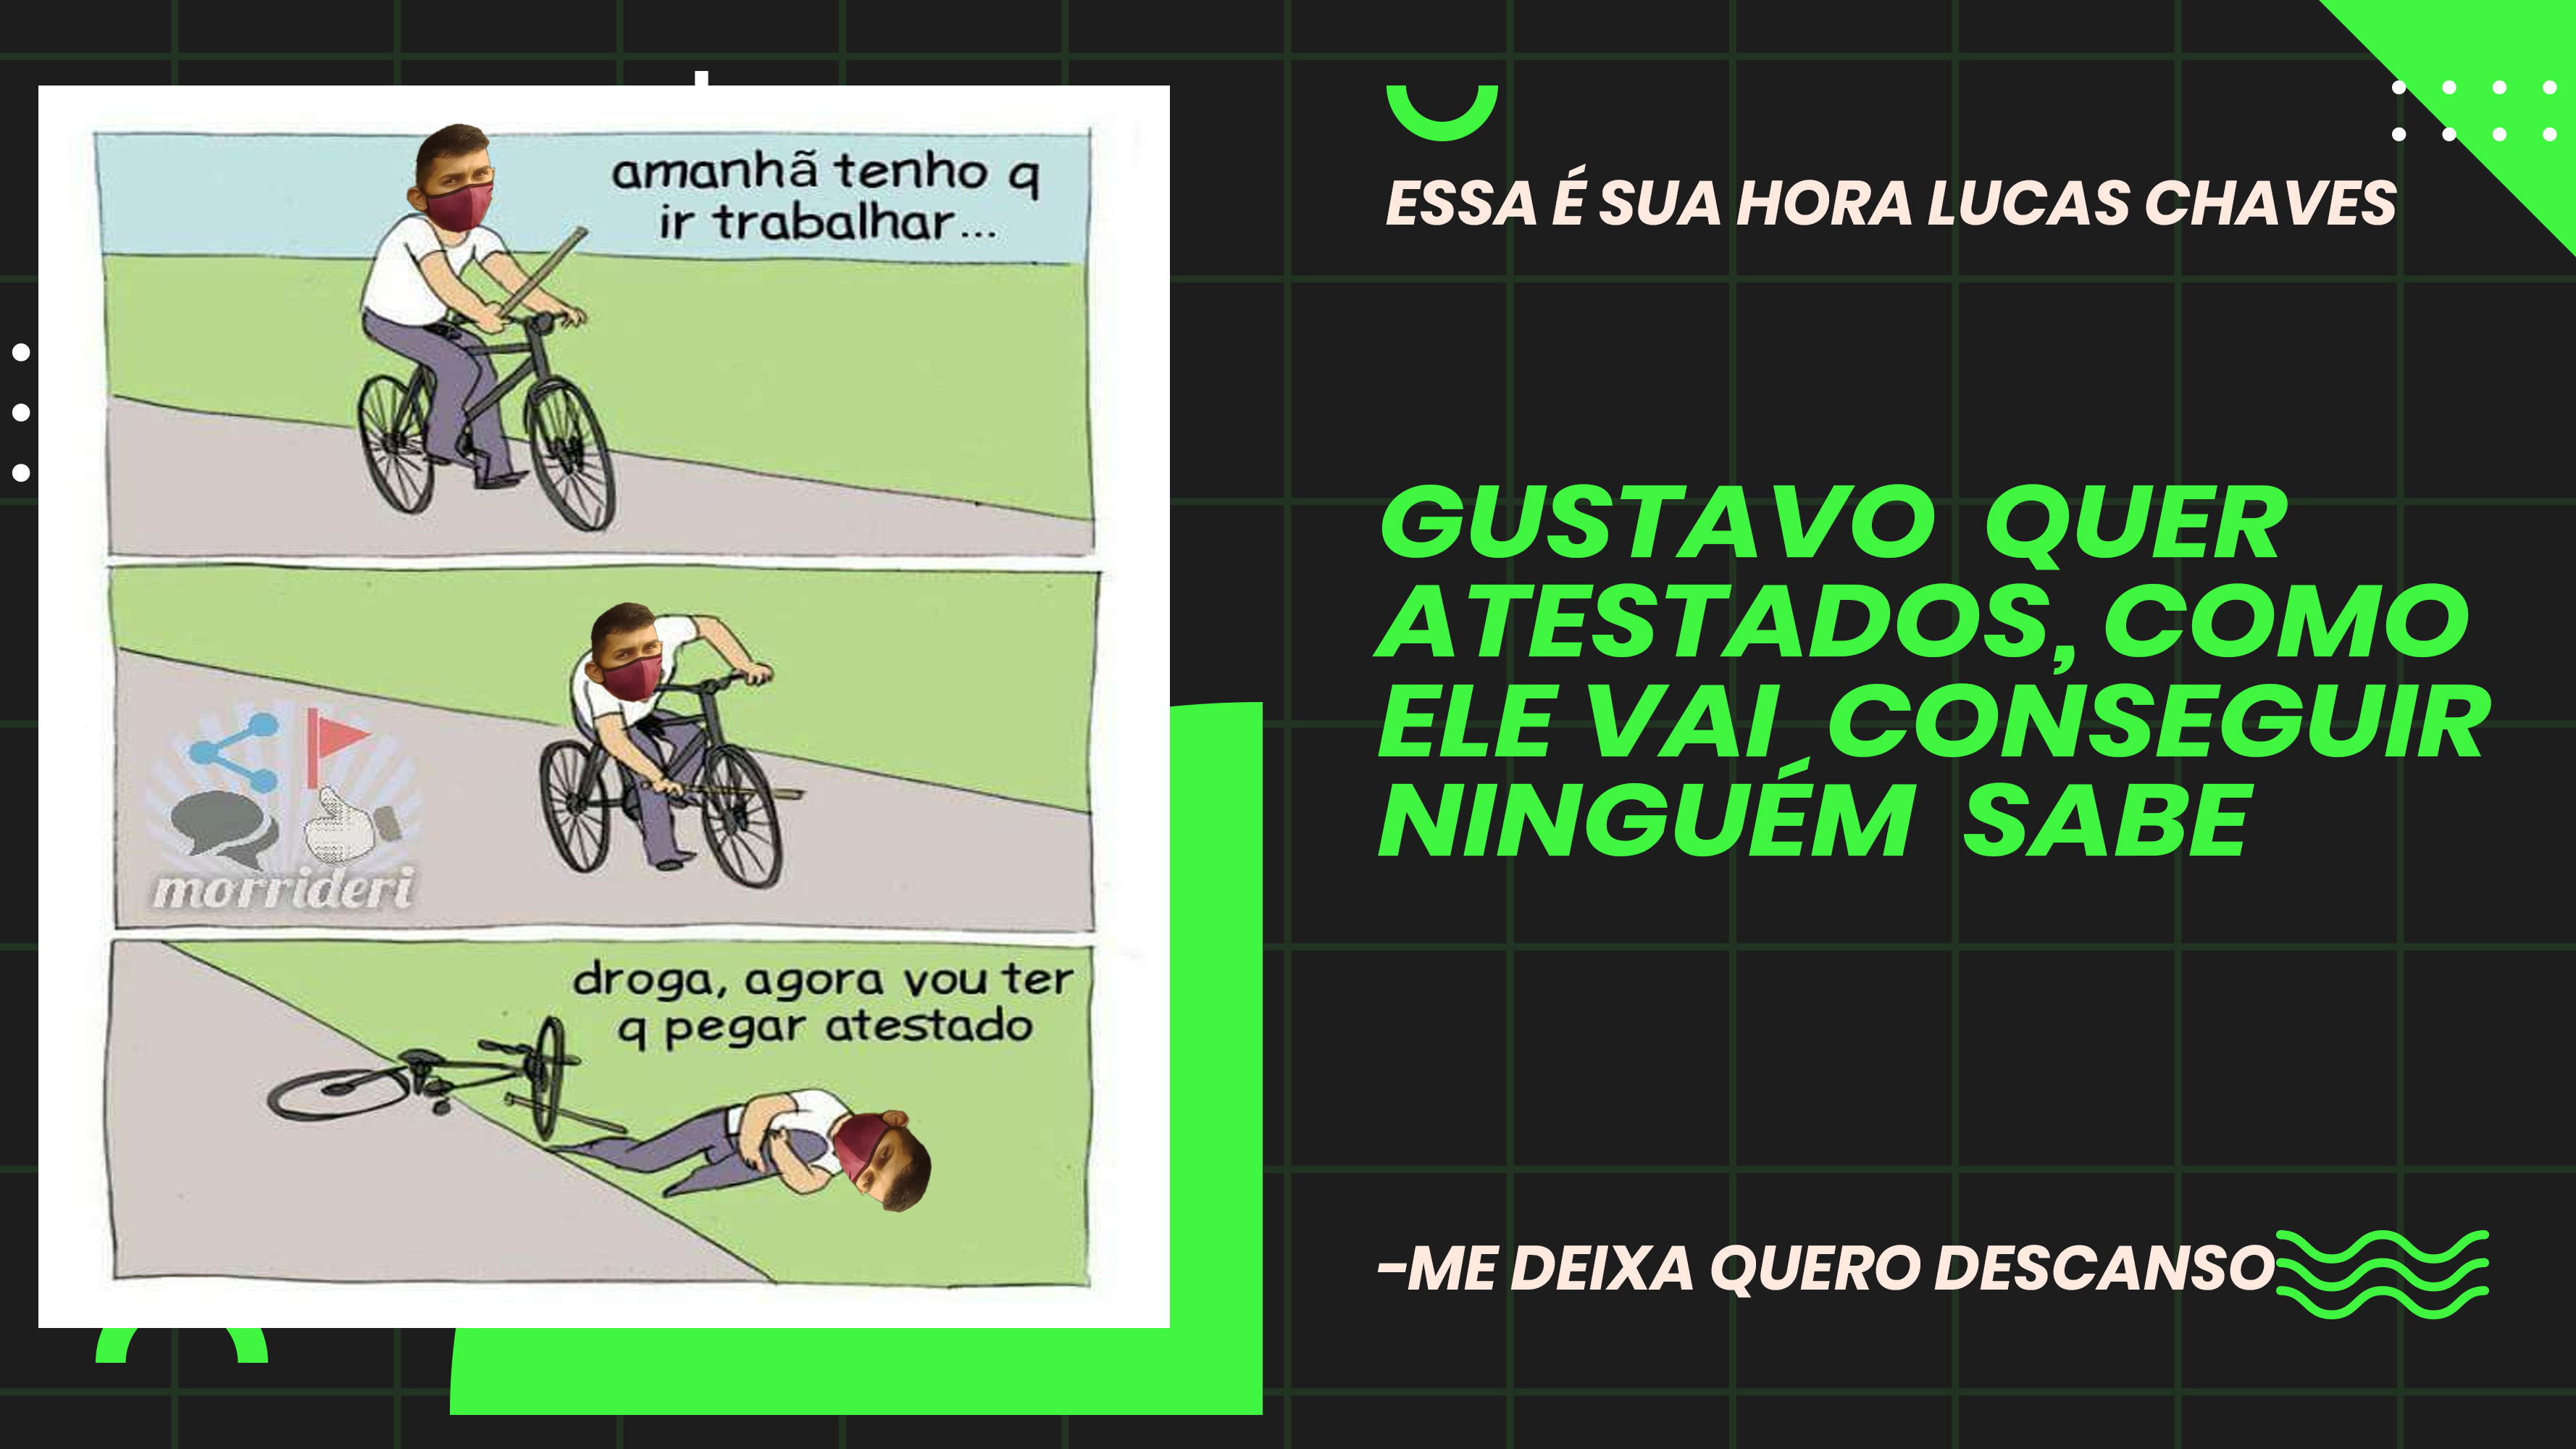 amanhã tenho q
ir trabalhar...
morrideri
droga, agora vou ter
q pegar atestado
ESSA É SUA HORA LUCAS CHAVES
GUSTAVO QUER
ATESTADOS, COMO
ELE VAI CONSEGUIR
NINGUÉM SABE
-ME DEIXA QUERO DESCANSO